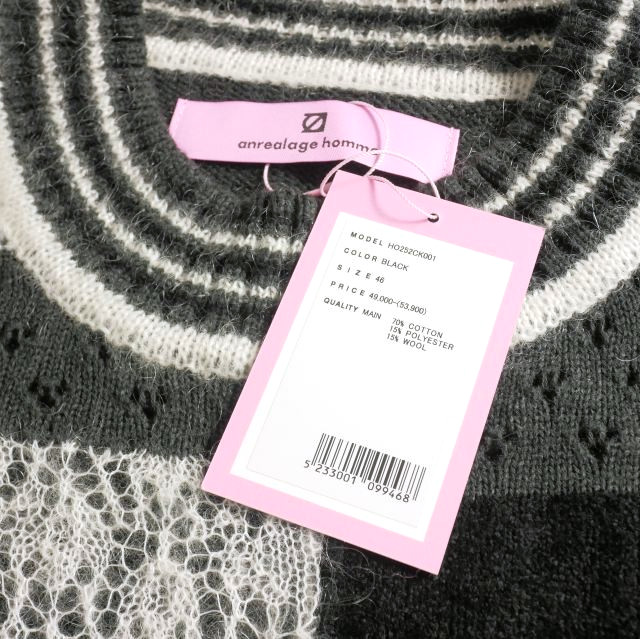 anrealage homme
MODEL HO252CK001
COLOR BLACK
SIZE 46
PRICE 49,000-(53,900)
QUALITY MAIN 70% COTTON
15% POLYESTER
15% WOOL
5 233001 099468